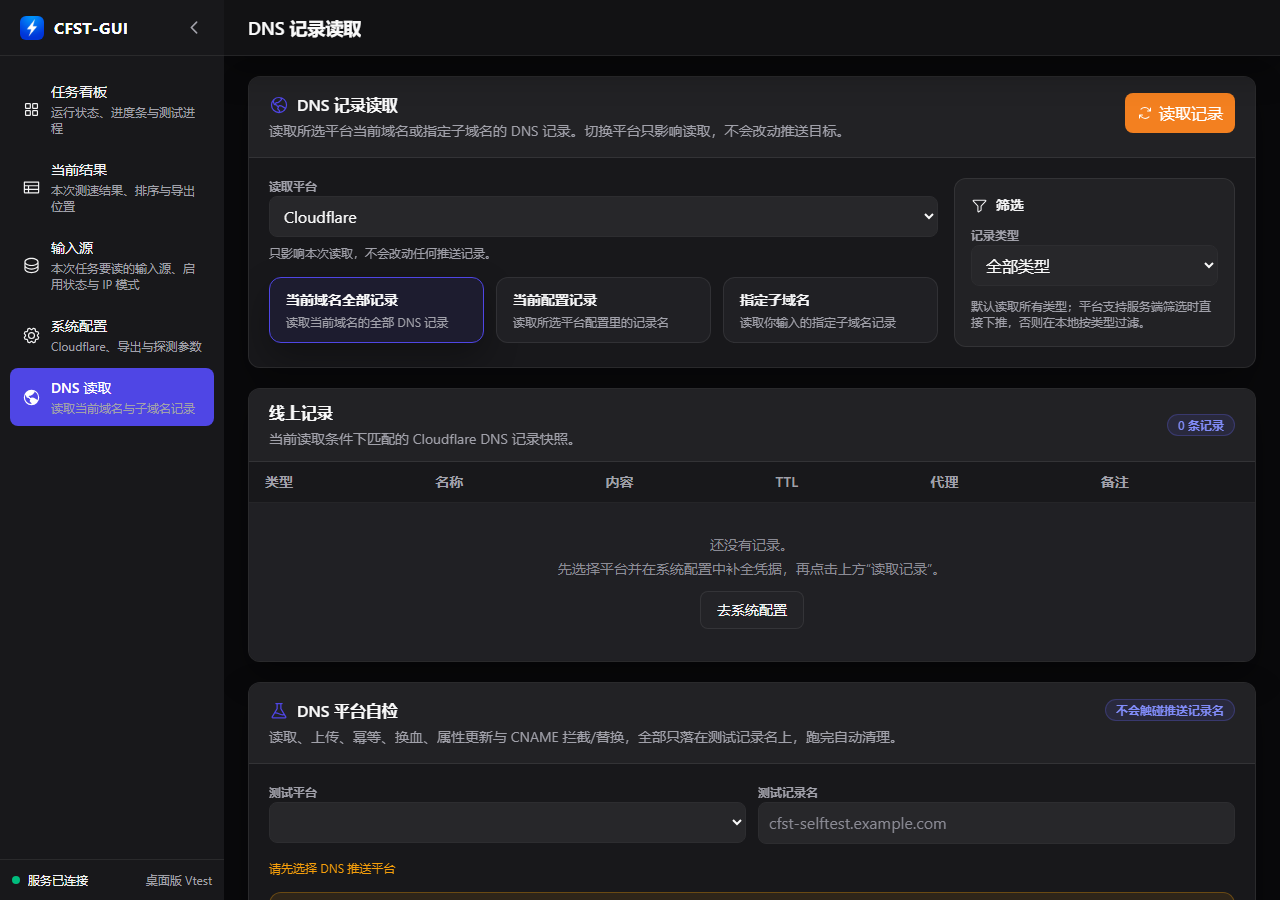 CFST-GUI
DNS 记录读取
任务看板
运行状态、进度条与测试进
程
当前结果
本次测速结果、排序与导出
位置
输入源
本次任务要读的输入源、启
用状态与 IP 模式
系统配置
Cloudflare、导出与探测参数
DNS 读取
读取当前域名与子域名记录
服务已连接
桌面版 Vtest
DNS 记录读取
读取所选平台当前域名或指定子域名的 DNS 记录。切换平台只影响读取，不会改动推送目标。
读取记录
读取平台
Cloudflare
只影响本次读取，不会改动任何推送记录。
当前域名全部记录
读取当前域名的全部 DNS 记录
当前配置记录
读取所选平台配置里的记录名
指定子域名
读取你输入的指定子域名记录
筛选
记录类型
全部类型
默认读取所有类型；平台支持服务端筛选时直
接下推，否则在本地按类型过滤。
线上记录
当前读取条件下匹配的 Cloudflare DNS 记录快照。
0 条记录
类型 名称 内容 TTL 代理 备注
还没有记录。
先选择平台并在系统配置中补全凭据，再点击上方“读取记录”。
去系统配置
DNS 平台自检
读取、上传、幂等、换血、属性更新与 CNAME 拦截/替换，全部只落在测试记录名上，跑完自动清理。
不会触碰推送记录名
测试平台
测试记录名
cfst-selftest.example.com
请先选择 DNS 推送平台